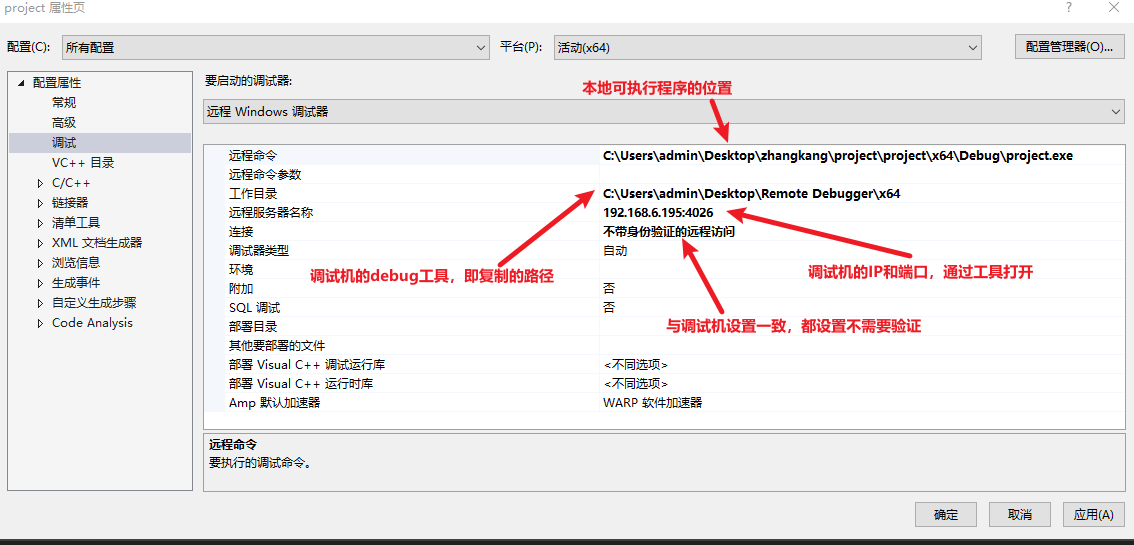 project 属性页
?
配置(C):
所有配置
平台(P):
活动(x64)
配置管理器(O)...
配置属性
常规
高级
调试
VC++ 目录
C/C++
链接器
清单工具
XML 文档生成器
浏览信息
生成事件
自定义生成步骤
Code Analysis
要启动的调试器:
本地可执行程序的位置
远程 Windows 调试器
远程命令
C:\Users\admin\Desktop\zhangkang\project\project\x64\Debug\project.exe
远程命令参数
工作目录
C:\Users\admin\Desktop\Remote Debugger\x64
远程服务器名称
192.168.6.195:4026
连接
不带身份验证的远程访问
调试器类型
自动
环境
调试机的debug工具，即复制的路径
调试机的IP和端口，通过工具打开
附加
否
SQL 调试
否
与调试机设置一致，都设置不需要验证
部署目录
其他要部署的文件
部署 Visual C++ 调试运行库
<不同选项>
部署 Visual C++ 运行时库
<不同选项>
Amp 默认加速器
WARP 软件加速器
远程命令
要执行的调试命令。
确定
取消
应用(A)